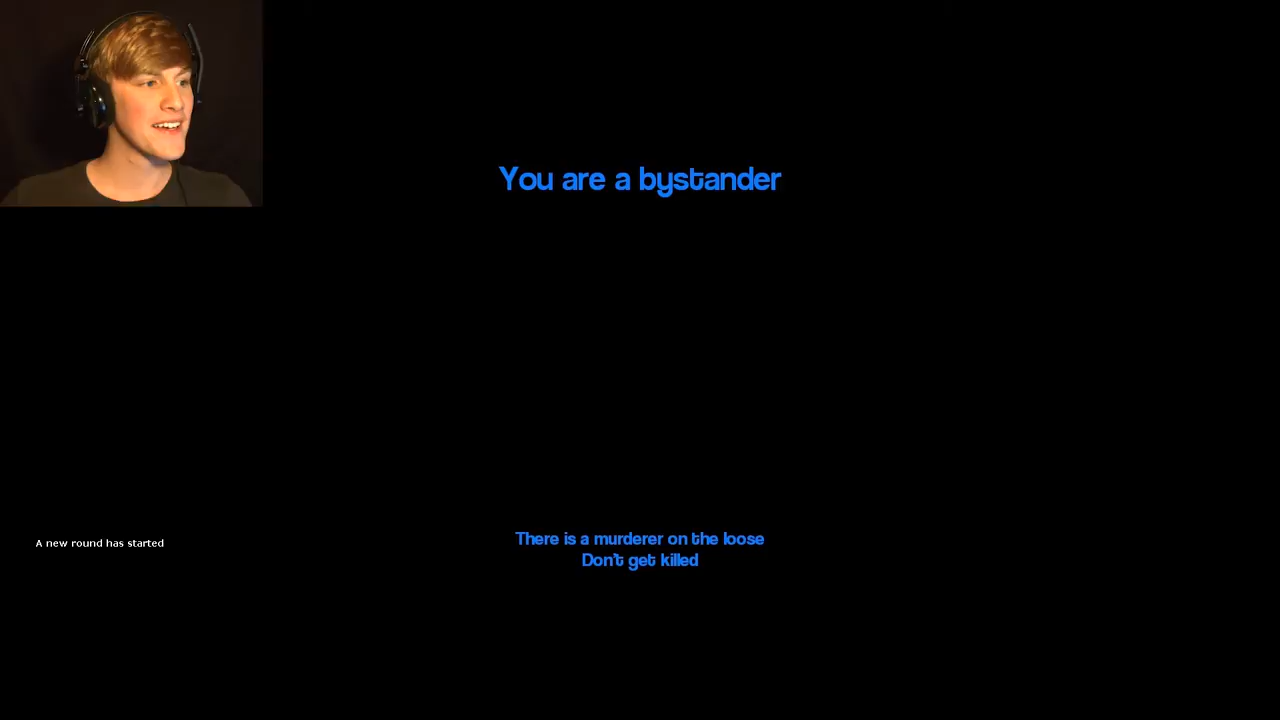 You are a bystander
There is a murderer on the loose
Don't get killed
A new round has started